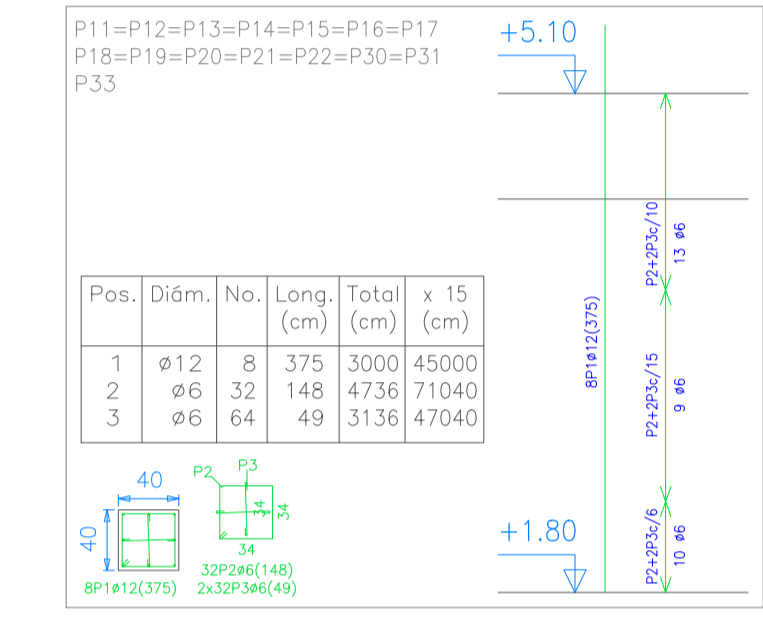 P11=P12=P13=P14=P15=P16=P17
P18=P19=P20=P21=P22=P30=P31
P33
+5.10
Pos. Diám. No. Long. (cm) Total (cm) x 15 (cm)
1 ø12 8 375 3000 45000
2 ø6 32 148 4736 71040
3 ø6 64 49 3136 47040
8P1ø12(375)
P2+2P3c/10
13 ø6
P2+2P3c/15
9 ø6
P2+2P3c/6
10 ø6
+1.80
40
40
8P1ø12(375)
P2
P3
34
34
34
32P2ø6(148)
2x32P3ø6(49)